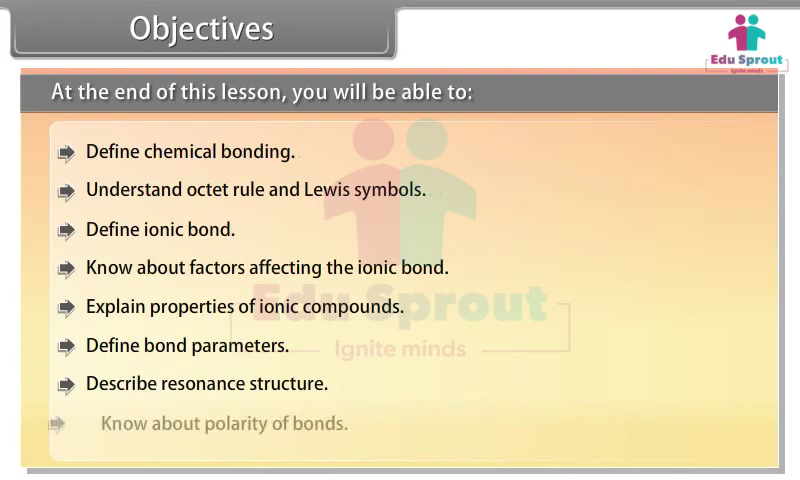 Objectives
Edu Sprout
Ignite minds
At the end of this lesson, you will be able to:
Define chemical bonding.
Understand octet rule and Lewis symbols.
Define ionic bond.
Know about factors affecting the ionic bond.
Explain properties of ionic compounds.
Edu Sprout
Define bond parameters.
Ignite minds
Describe resonance structure.
Know about polarity of bonds.